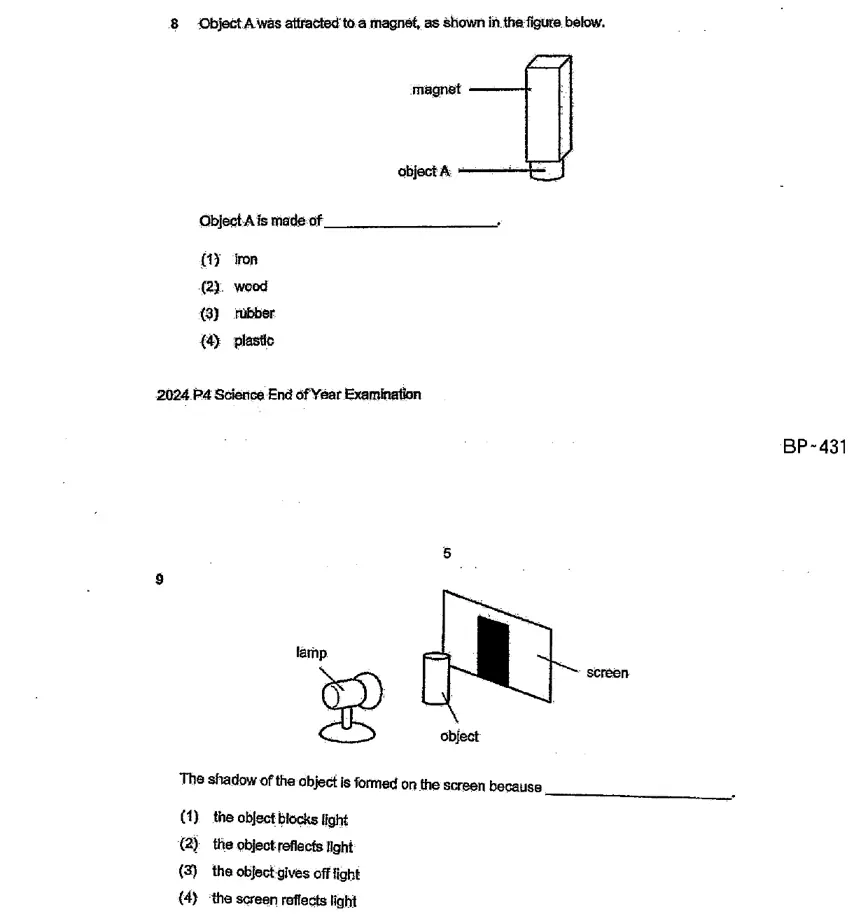 8 Object A was attracted to a magnet, as shown in the figure below.
magnet
object A
Object A is made of ____________________.
(1) iron
(2) wood
(3) rubber
(4) plastic
2024 P4 Science End of Year Examination
BP-431
5
9
lamp
screen
object
The shadow of the object is formed on the screen because ____________________.
(1) the object blocks light
(2) the object reflects light
(3) the object gives off light
(4) the screen reflects light